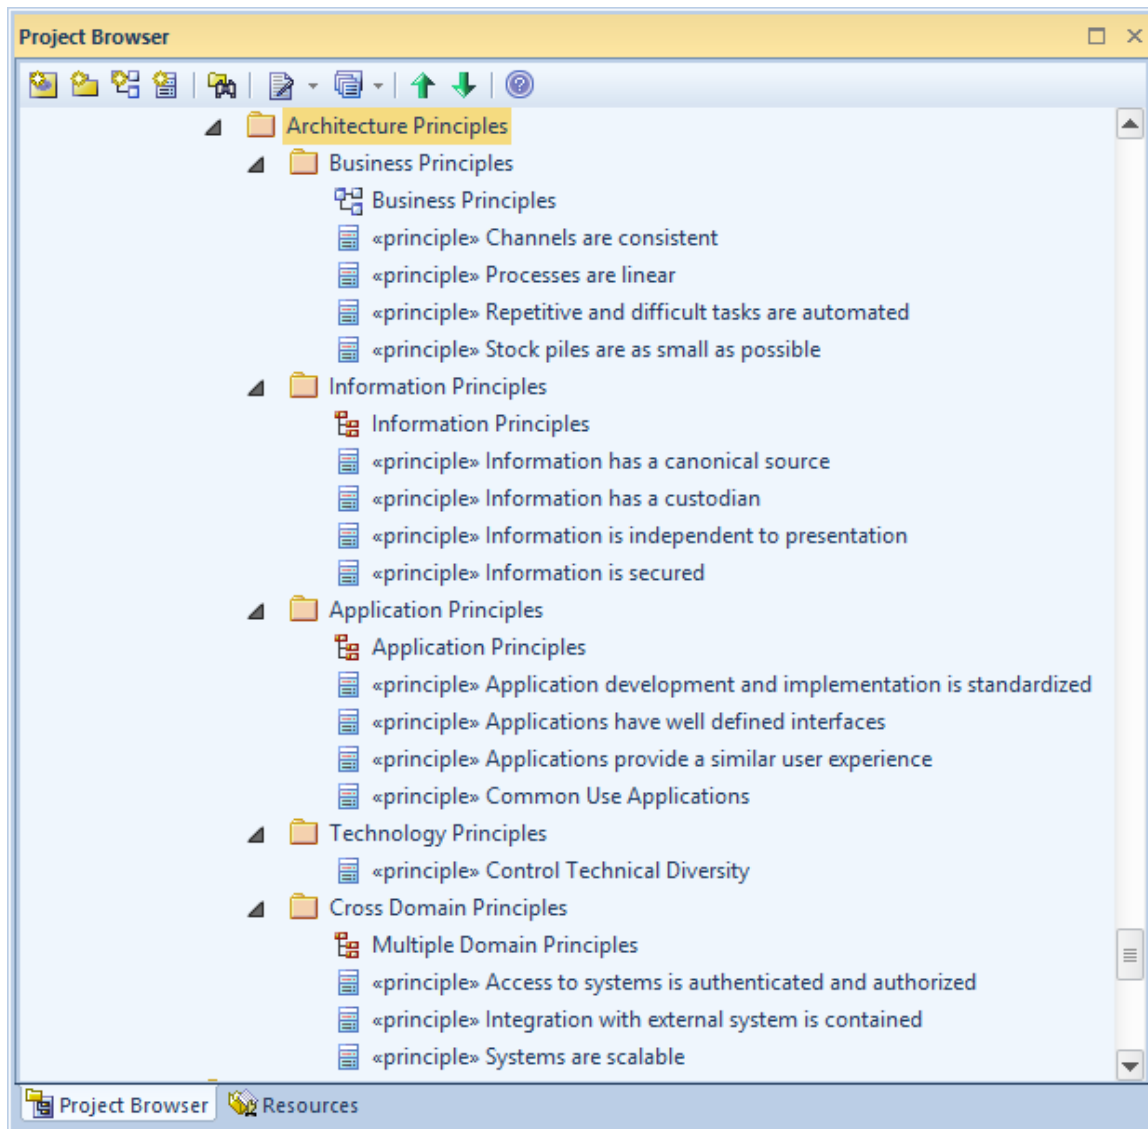 Project Browser
Architecture Principles
Business Principles
Business Principles
«principle» Channels are consistent
«principle» Processes are linear
«principle» Repetitive and difficult tasks are automated
«principle» Stock piles are as small as possible
Information Principles
Information Principles
«principle» Information has a canonical source
«principle» Information has a custodian
«principle» Information is independent to presentation
«principle» Information is secured
Application Principles
Application Principles
«principle» Application development and implementation is standardized
«principle» Applications have well defined interfaces
«principle» Applications provide a similar user experience
«principle» Common Use Applications
Technology Principles
«principle» Control Technical Diversity
Cross Domain Principles
Multiple Domain Principles
«principle» Access to systems is authenticated and authorized
«principle» Integration with external system is contained
«principle» Systems are scalable
Project Browser Resources